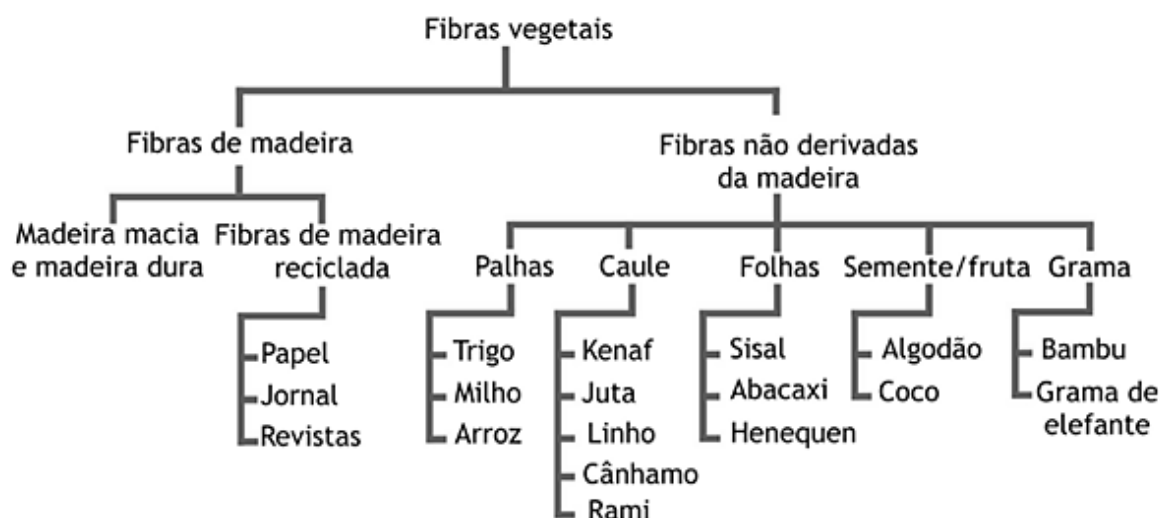 Fibras vegetais
Fibras de madeira
Fibras não derivadas
da madeira
Madeira macia
e madeira dura
Fibras de madeira
reciclada
Papel
Jornal
Revistas
Palhas
Trigo
Milho
Arroz
Caule
Kenaf
Juta
Linho
Cânhamo
Rami
Folhas
Sisal
Abacaxi
Henequen
Semente/fruta
Algodão
Coco
Grama
Bambu
Grama de
elefante